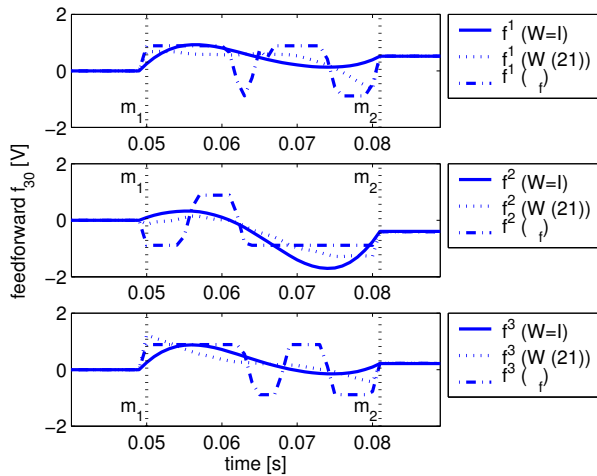 2
0
−2
m1
m2
0.05
0.06
0.07
0.08
f1 (W=I)
f1 (W (21))
f1 ( f)
2
0
−2
m1
m2
0.05
0.06
0.07
0.08
f2 (W=I)
f2 (W (21))
f2 ( f)
2
0
−2
m1
m2
0.05
0.06
0.07
0.08
f3 (W=I)
f3 (W (21))
f3 ( f)
feedforward f30 [V]
time [s]